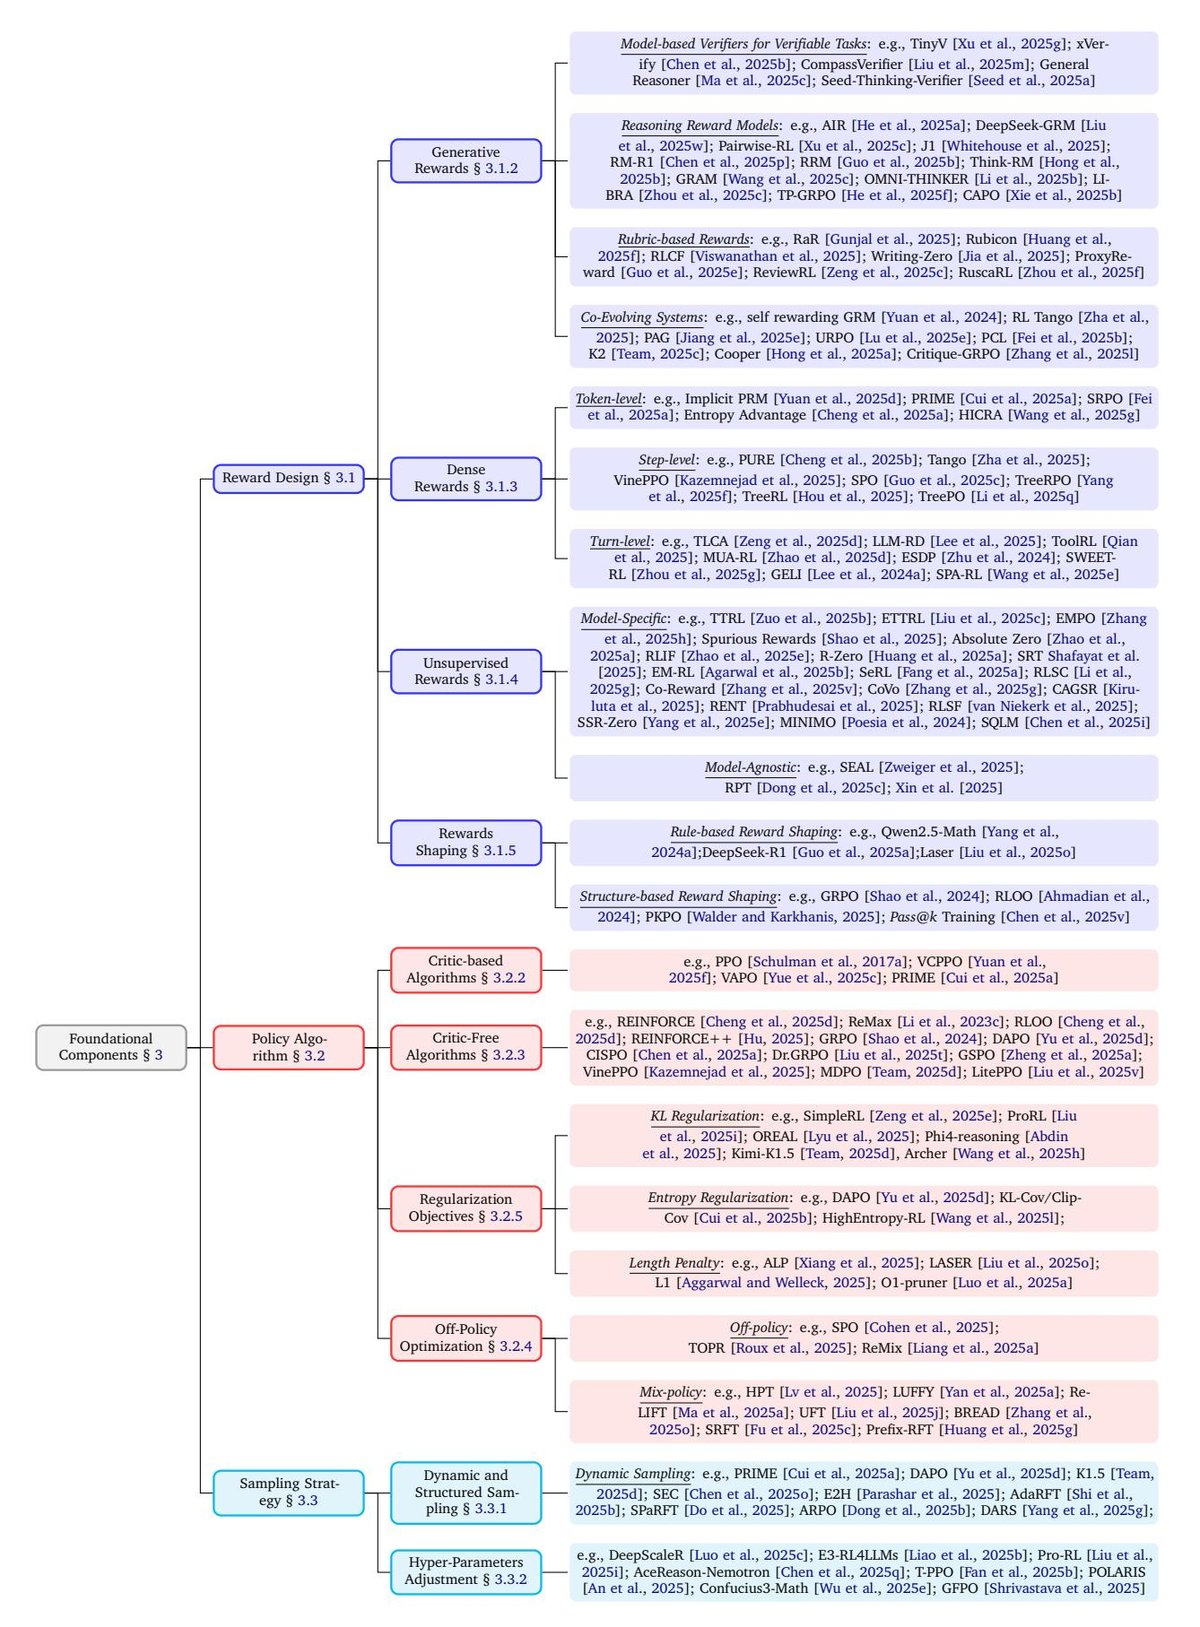 Model-based Verifiers for Verifiable Tasks: e.g., TinyV [Xu et al., 2025g]; xVer-
ify [Chen et al., 2025b]; CompassVerifier [Liu et al., 2025m]; General
Reasoner [Ma et al., 2025c]; Seed-Thinking-Verifier [Seed et al., 2025a]
Generative
Rewards § 3.1.2
Reasoning Reward Models: e.g., AIR [He et al., 2025a]; DeepSeek-GRM [Liu
et al., 2025w]; Pairwise-RL [Xu et al., 2025c]; J1 [Whitehouse et al., 2025];
RM-R1 [Chen et al., 2025p]; RRM [Guo et al., 2025b]; Think-RM [Hong et al.,
2025b]; GRAM [Wang et al., 2025c]; OMNI-THINKER [Li et al., 2025b]; LI-
BRA [Zhou et al., 2025c]; TP-GRPO [He et al., 2025f]; CAPO [Xie et al., 2025b]
Rubric-based Rewards: e.g., RaR [Gunjal et al., 2025]; Rubicon [Huang et al.,
2025f]; RLCF [Viswanathan et al., 2025]; Writing-Zero [Jia et al., 2025]; ProxyRe-
ward [Guo et al., 2025e]; ReviewRL [Zeng et al., 2025c]; RuscaRL [Zhou et al., 2025f]
Co-Evolving Systems: e.g., self rewarding GRM [Yuan et al., 2024]; RL Tango [Zha et al.,
2025]; PAG [Jiang et al., 2025e]; URPO [Lu et al., 2025e]; PCL [Fei et al., 2025b];
K2 [Team, 2025c]; Cooper [Hong et al., 2025a]; Critique-GRPO [Zhang et al., 2025l]
Reward Design § 3.1
Dense
Rewards § 3.1.3
Token-level: e.g., Implicit PRM [Yuan et al., 2025d]; PRIME [Cui et al., 2025a]; SRPO [Fei
et al., 2025a]; Entropy Advantage [Cheng et al., 2025a]; HICRA [Wang et al., 2025g]
Step-level: e.g., PURE [Cheng et al., 2025b]; Tango [Zha et al., 2025];
VinePPO [Kazemnejad et al., 2025]; SPO [Guo et al., 2025c]; TreeRPO [Yang
et al., 2025f]; TreeRL [Hou et al., 2025]; TreePO [Li et al., 2025q]
Turn-level: e.g., TLCA [Zeng et al., 2025d]; LLM-RD [Lee et al., 2025]; ToolRL [Qian
et al., 2025]; MUA-RL [Zhao et al., 2025d]; ESDP [Zhu et al., 2024]; SWEET-
RL [Zhou et al., 2025g]; GELI [Lee et al., 2024a]; SPA-RL [Wang et al., 2025e]
Unsupervised
Rewards § 3.1.4
Model-Specific: e.g., TTRL [Zuo et al., 2025b]; ETTRL [Liu et al., 2025c]; EMPO [Zhang
et al., 2025h]; Spurious Rewards [Shao et al., 2025]; Absolute Zero [Zhao et al.,
2025a]; RLIF [Zhao et al., 2025e]; R-Zero [Huang et al., 2025a]; SRT Shafayat et al.
[2025]; EM-RL [Agarwal et al., 2025b]; SeRL [Fang et al., 2025a]; RLSC [Li et al.,
2025g]; Co-Reward [Zhang et al., 2025v]; CoVo [Zhang et al., 2025g]; CAGSR [Kiru-
luta et al., 2025]; RENT [Prabhudesai et al., 2025]; RLSF [van Niekerk et al., 2025];
SSR-Zero [Yang et al., 2025e]; MINIMO [Poesia et al., 2024]; SQLM [Chen et al., 2025i]
Model-Agnostic: e.g., SEAL [Zweiger et al., 2025];
RPT [Dong et al., 2025c]; Xin et al. [2025]
Rewards
Shaping § 3.1.5
Rule-based Reward Shaping: e.g., Qwen2.5-Math [Yang et al.,
2024a];DeepSeek-R1 [Guo et al., 2025a];Laser [Liu et al., 2025o]
Structure-based Reward Shaping: e.g., GRPO [Shao et al., 2024]; RLOO [Ahmadian et al.,
2024]; PKPO [Walder and Karkhanis, 2025]; Pass@k Training [Chen et al., 2025v]
Foundational
Components § 3
Policy Algo-
rithm § 3.2
Critic-based
Algorithms § 3.2.2
e.g., PPO [Schulman et al., 2017a]; VCPPO [Yuan et al.,
2025f]; VAPO [Yue et al., 2025c]; PRIME [Cui et al., 2025a]
Critic-Free
Algorithms § 3.2.3
e.g., REINFORCE [Cheng et al., 2025d]; ReMax [Li et al., 2023c]; RLOO [Cheng et al.,
2025d]; REINFORCE++ [Hu, 2025]; GRPO [Shao et al., 2024]; DAPO [Yu et al., 2025d];
CISPO [Chen et al., 2025a]; Dr.GRPO [Liu et al., 2025t]; GSPO [Zheng et al., 2025a];
VinePPO [Kazemnejad et al., 2025]; MDPO [Team, 2025d]; LitePPO [Liu et al., 2025v]
Regularization
Objectives § 3.2.5
KL Regularization: e.g., SimpleRL [Zeng et al., 2025e]; ProRL [Liu
et al., 2025i]; OREAL [Lyu et al., 2025]; Phi4-reasoning [Abdin
et al., 2025]; Kimi-K1.5 [Team, 2025d], Archer [Wang et al., 2025h]
Entropy Regularization: e.g., DAPO [Yu et al., 2025d]; KL-Cov/Clip-
Cov [Cui et al., 2025b]; HighEntropy-RL [Wang et al., 2025l];
Length Penalty: e.g., ALP [Xiang et al., 2025]; LASER [Liu et al., 2025o];
L1 [Aggarwal and Welleck, 2025]; O1-pruner [Luo et al., 2025a]
Off-Policy
Optimization § 3.2.4
Off-policy: e.g., SPO [Cohen et al., 2025];
TOPR [Roux et al., 2025]; ReMix [Liang et al., 2025a]
Mix-policy: e.g., HPT [Lv et al., 2025]; LUFFY [Yan et al., 2025a]; Re-
LIFT [Ma et al., 2025a]; UFT [Liu et al., 2025j]; BREAD [Zhang et al.,
2025o]; SRFT [Fu et al., 2025c]; Prefix-RFT [Huang et al., 2025g]
Sampling Strat-
egy § 3.3
Dynamic and
Structured Sam-
pling § 3.3.1
Dynamic Sampling: e.g., PRIME [Cui et al., 2025a]; DAPO [Yu et al., 2025d]; K1.5 [Team,
2025d]; SEC [Chen et al., 2025o]; E2H [Parashar et al., 2025]; AdaRFT [Shi et al.,
2025b]; SPaRFT [Do et al., 2025]; ARPO [Dong et al., 2025b]; DARS [Yang et al., 2025g];
Hyper-Parameters
Adjustment § 3.3.2
e.g., DeepScaleR [Luo et al., 2025c]; E3-RL4LLMs [Liao et al., 2025b]; Pro-RL [Liu et al.,
2025i]; AceReason-Nemotron [Chen et al., 2025q]; T-PPO [Fan et al., 2025b]; POLARIS
[An et al., 2025]; Confucius3-Math [Wu et al., 2025e]; GFPO [Shrivastava et al., 2025]